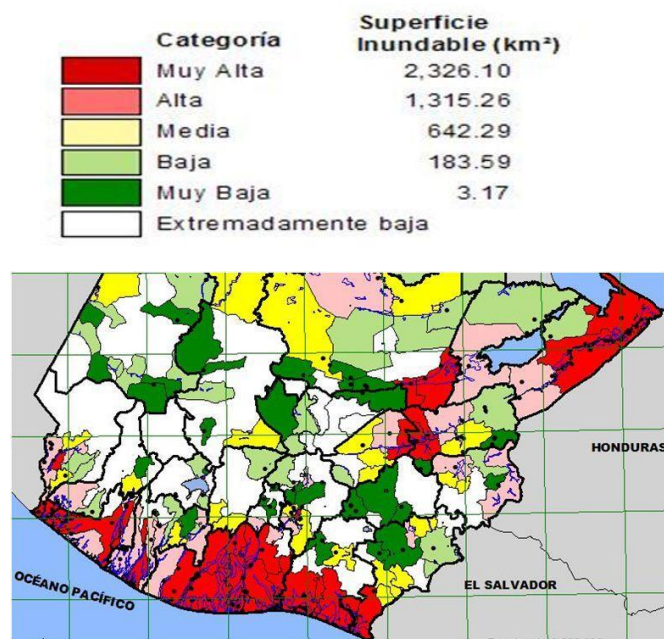 Categoría Superficie Inundable (km²)
Muy Alta 2,326.10
Alta 1,315.26
Media 642.29
Baja 183.59
Muy Baja 3.17
Extremadamente baja
HONDURAS
EL SALVADOR
OCÉANO PACÍFICO